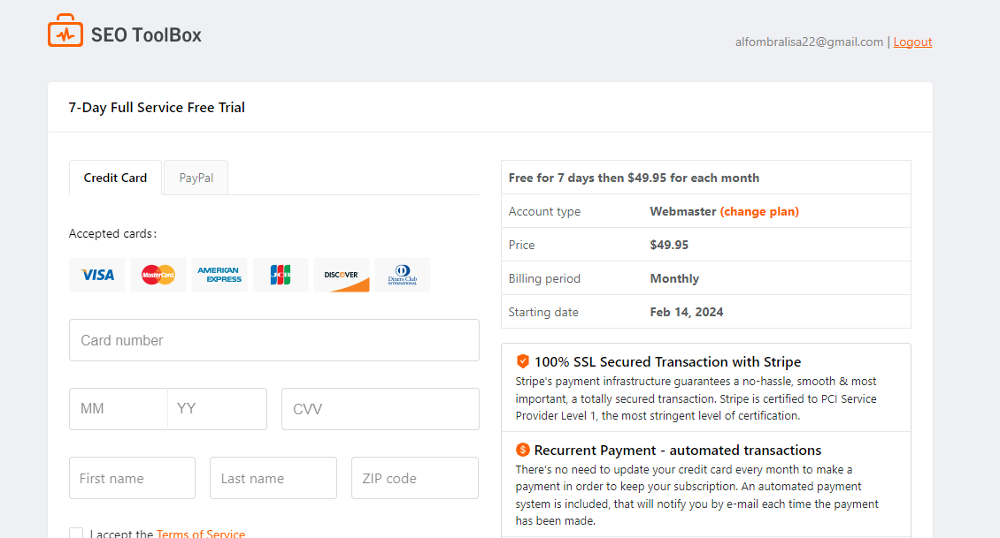 SEO ToolBox
alfombralisa22@gmail.com | Logout
7-Day Full Service Free Trial
Credit Card
PayPal
Accepted cards:
VISA
MasterCard
AMERICAN
EXPRESS
JCB
DISCOVER
Diners Club
INTERNATIONAL
Card number
MM
YY
CVV
First name
Last name
ZIP code
I accept the Terms of Service
Free for 7 days then $49.95 for each month
Account type Webmaster (change plan)
Price $49.95
Billing period Monthly
Starting date Feb 14, 2024
100% SSL Secured Transaction with Stripe
Stripe's payment infrastructure guarantees a no-hassle, smooth & most
important, a totally secured transaction. Stripe is certified to PCI Service
Provider Level 1, the most stringent level of certification.
$ Recurrent Payment - automated transactions
There's no need to update your credit card every month to make a
payment in order to keep your subscription. An automated payment
system is included, that will notify you by e-mail each time the payment
has been made.